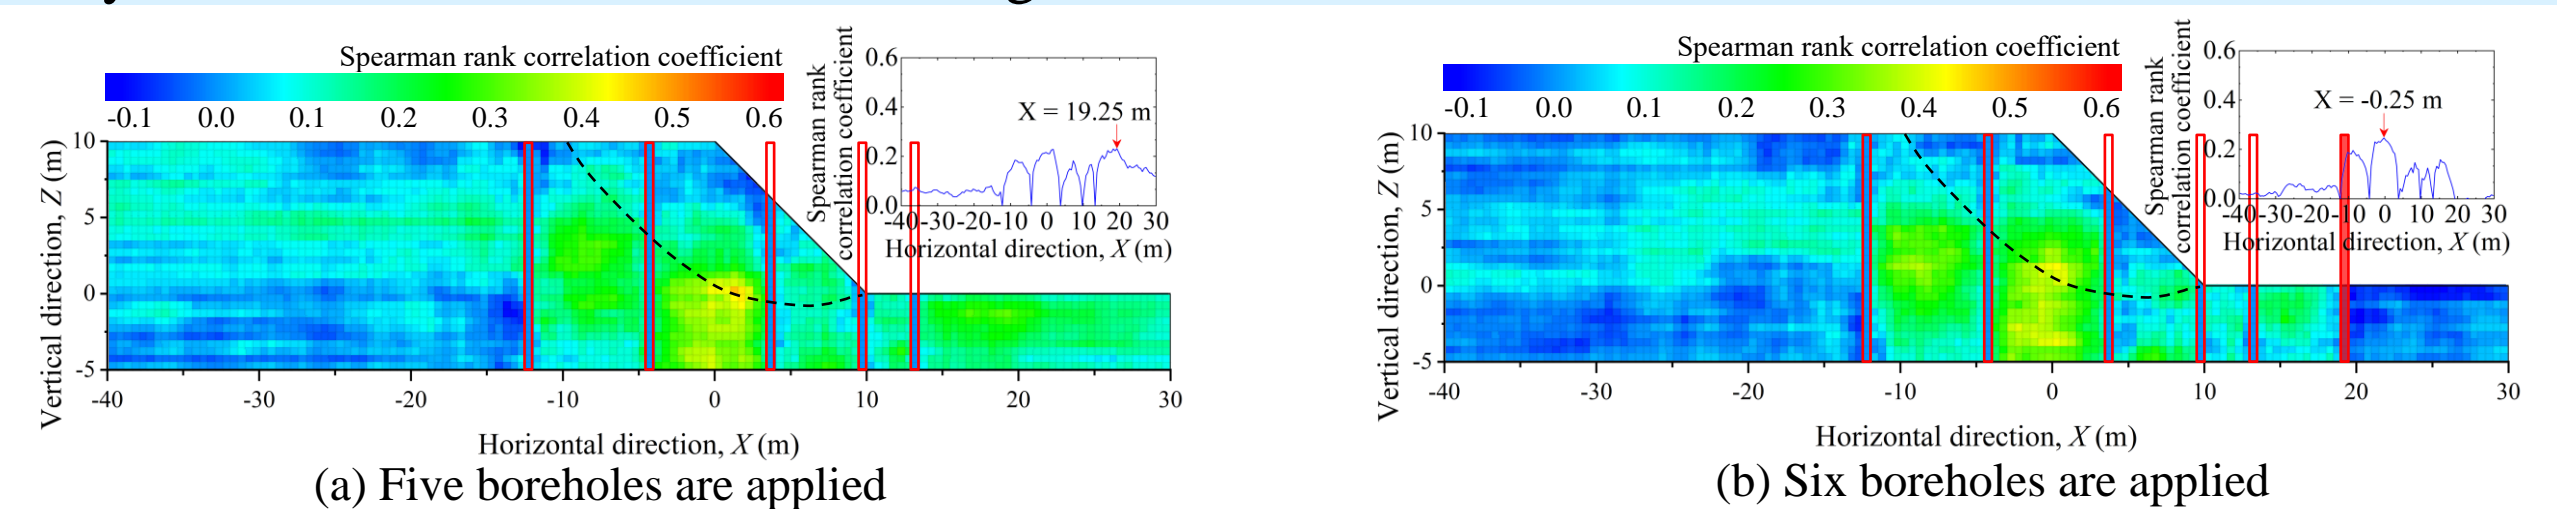 Spearman rank correlation coefficient
-0.1 0.0 0.1 0.2 0.3 0.4 0.5 0.6
Vertical direction, Z (m)
10
5
0
-5
-40 -30 -20 -10 0 10 20 30
Horizontal direction, X (m)
Spearman rank
correlation coefficient
0.6
0.4
0.2
0.0
X = 19.25 m
-40 -30 -20 -10 0 10 20 30
Horizontal direction, X (m)
(a) Five boreholes are applied
Spearman rank correlation coefficient
-0.1 0.0 0.1 0.2 0.3 0.4 0.5 0.6
Vertical direction, Z (m)
10
5
0
-5
-40 -30 -20 -10 0 10 20 30
Horizontal direction, X (m)
Spearman rank
correlation coefficient
0.6
0.4
0.2
0.0
X = -0.25 m
-40 -30 -20 -10 0 10 20 30
Horizontal direction, X (m)
(b) Six boreholes are applied